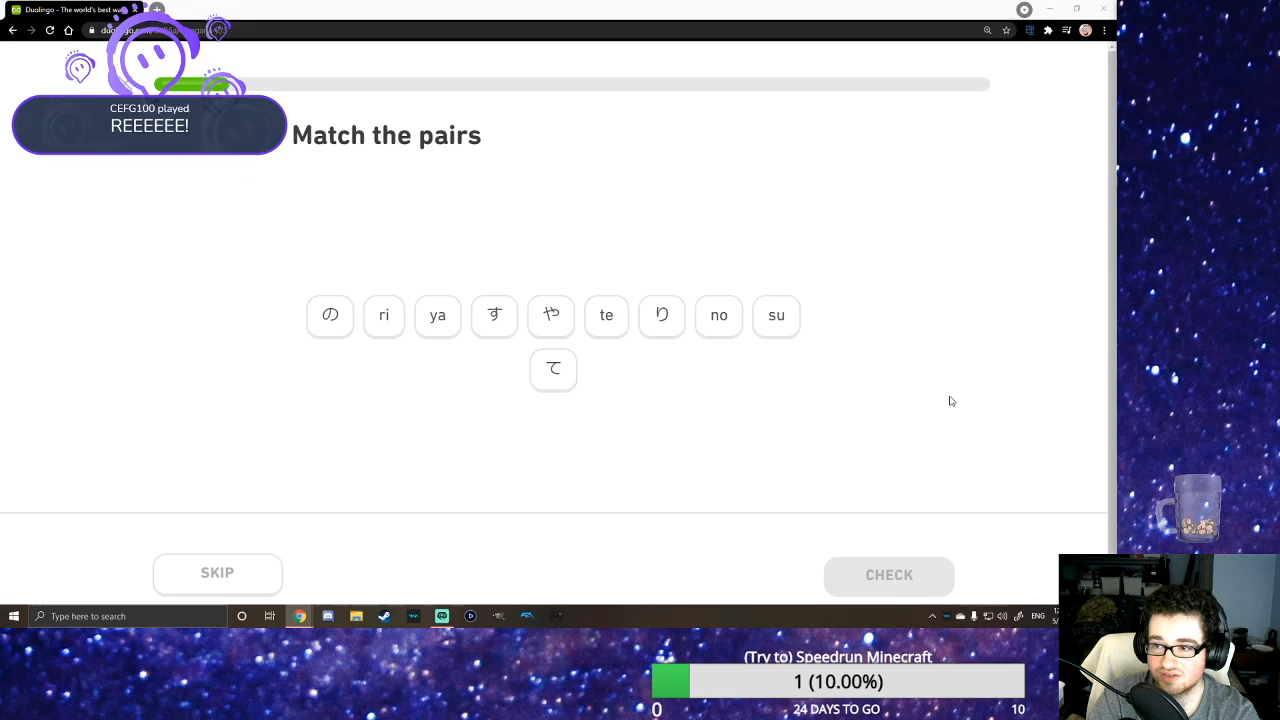 Duolingo - The world's best wa
CEFG100 played
REEEEEE!
Match the pairs
の ri ya す や te り no su
て
SKIP
CHECK
Type here to search
ENG
(Try to) Speedrun Minecraft
1 (10.00%)
0 24 DAYS TO GO 10